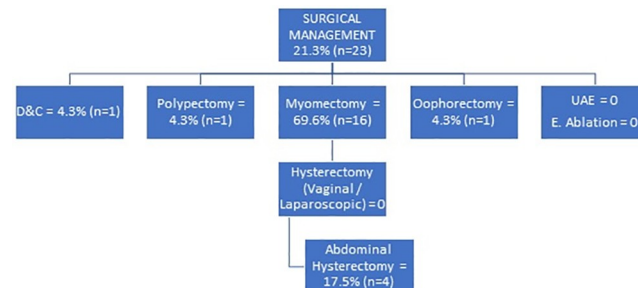 SURGICAL
MANAGEMENT
21.3% (n=23)
D&C = 4.3% (n=1)
Polypectomy =
4.3% (n=1)
Myomectomy =
69.6% (n=16)
Oophorectomy =
4.3% (n=1)
UAE = 0
E. Ablation = 0
Hysterectomy
(Vaginal /
Laparoscopic) = 0
Abdominal
Hysterectomy =
17.5% (n=4)